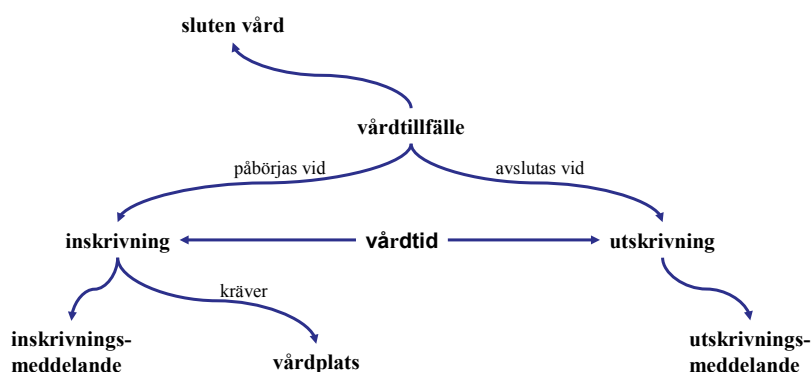 sluten vård
vårdtillfälle
påbörjas vid
avslutas vid
inskrivning
vårdtid
utskrivning
kräver
inskrivnings-
meddelande
vårdplats
utskrivnings-
meddelande